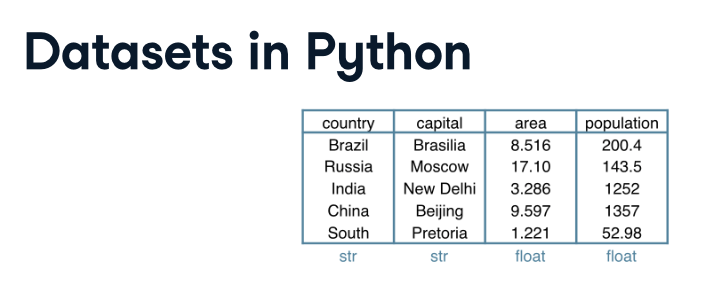 Datasets in Python
country capital area population
Brazil Brasilia 8.516 200.4
Russia Moscow 17.10 143.5
India New Delhi 3.286 1252
China Beijing 9.597 1357
South Pretoria 1.221 52.98
str str float float